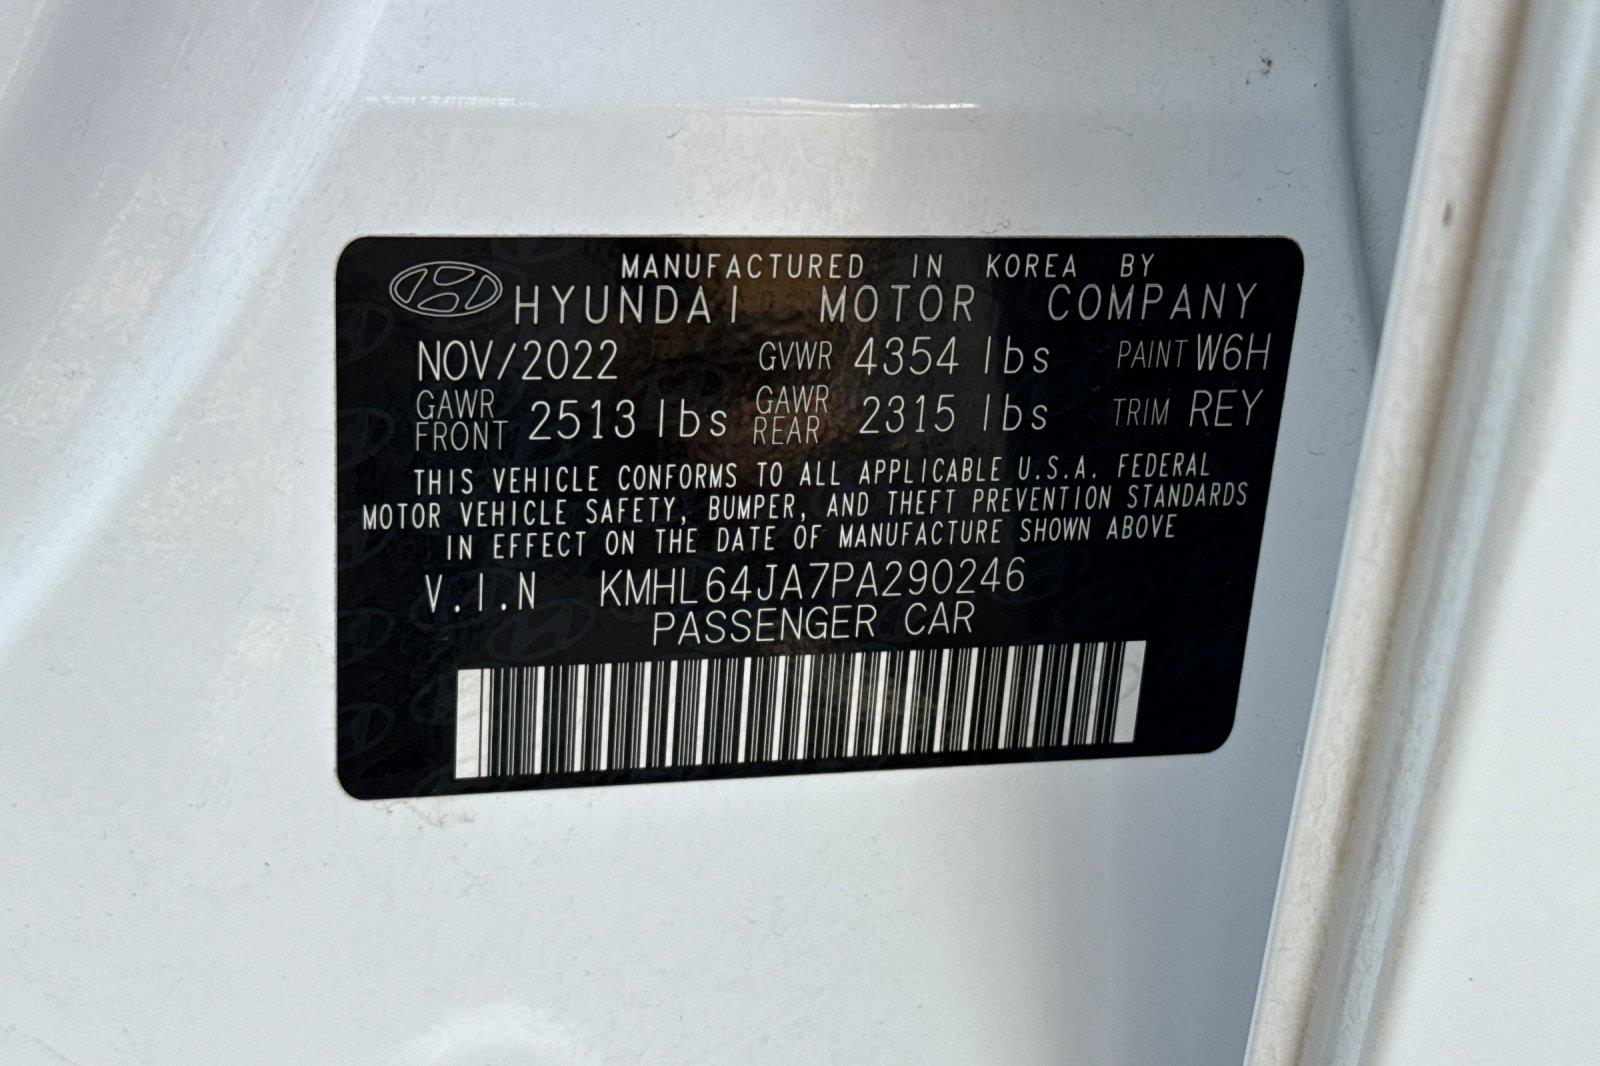 MANUFACTURED IN KOREA BY
HYUNDAI MOTOR COMPANY
NOV/2022 GVWR 4354 lbs PAINT W6H
GAWR FRONT 2513 lbs GAWR REAR 2315 lbs TRIM REY
THIS VEHICLE CONFORMS TO ALL APPLICABLE U.S.A. FEDERAL
MOTOR VEHICLE SAFETY, BUMPER, AND THEFT PREVENTION STANDARDS
IN EFFECT ON THE DATE OF MANUFACTURE SHOWN ABOVE
V.I.N KMHL64JA7PA290246
PASSENGER CAR